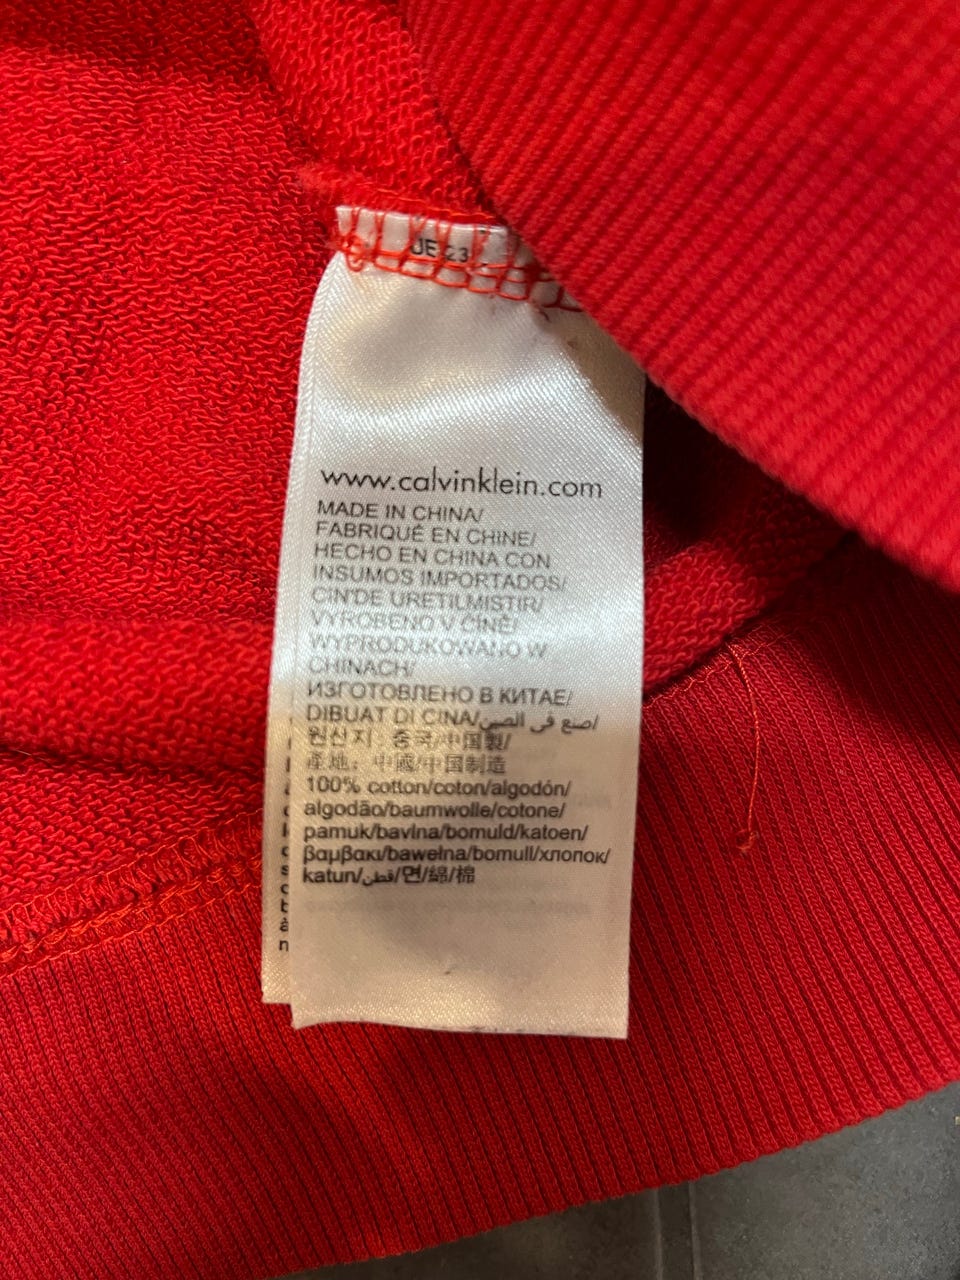 www.calvinklein.com
MADE IN CHINA/
FABRIQUÉ EN CHINE/
HECHO EN CHINA CON
INSUMOS IMPORTADOS/
CIN'DE URETILMISTIR/
VYROBENO V CÍNĚ/
WYPRODUKOWANO W
CHINACH/
ИЗГОТОВЛЕНО В КИТАЕ/
DIBUAT DI CINA/صنع في الصين/
원산지: 중국/中国製/
產地: 中國/中国制造
100% cotton/coton/algodón/
algodão/baumwolle/cotone/
pamuk/bavlna/bomuld/katoen/
βαμβακι/bawełna/bomull/хлопок/
katun/قطن/면/綿/棉